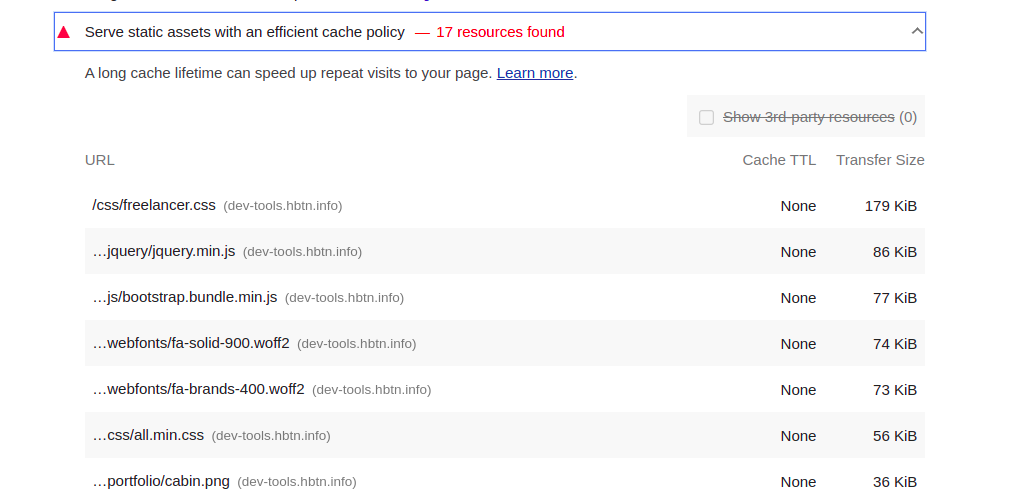 Serve static assets with an efficient cache policy — 17 resources found
A long cache lifetime can speed up repeat visits to your page. Learn more.
Show 3rd-party resources (0)
URL Cache TTL Transfer Size
/css/freelancer.css (dev-tools.hbtn.info) None 179 KiB
…jquery/jquery.min.js (dev-tools.hbtn.info) None 86 KiB
…js/bootstrap.bundle.min.js (dev-tools.hbtn.info) None 77 KiB
…webfonts/fa-solid-900.woff2 (dev-tools.hbtn.info) None 74 KiB
…webfonts/fa-brands-400.woff2 (dev-tools.hbtn.info) None 73 KiB
…css/all.min.css (dev-tools.hbtn.info) None 56 KiB
…portfolio/cabin.png (dev-tools.hbtn.info) None 36 KiB